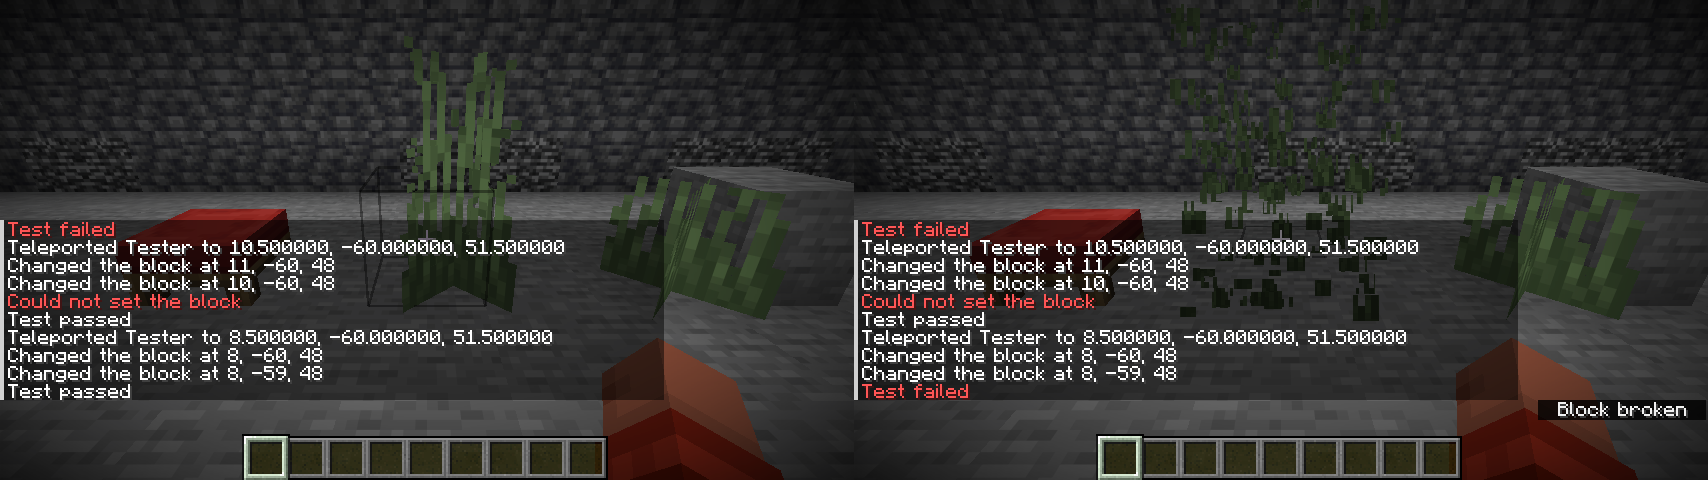 Test failed
Teleported Tester to 10.500000, -60.000000, 51.500000
Changed the block at 11, -60, 48
Changed the block at 10, -60, 48
Could not set the block
Test passed
Teleported Tester to 8.500000, -60.000000, 51.500000
Changed the block at 8, -60, 48
Changed the block at 8, -59, 48
Test passed
Test failed
Teleported Tester to 10.500000, -60.000000, 51.500000
Changed the block at 11, -60, 48
Changed the block at 10, -60, 48
Could not set the block
Test passed
Teleported Tester to 8.500000, -60.000000, 51.500000
Changed the block at 8, -60, 48
Changed the block at 8, -59, 48
Test failed
Block broken